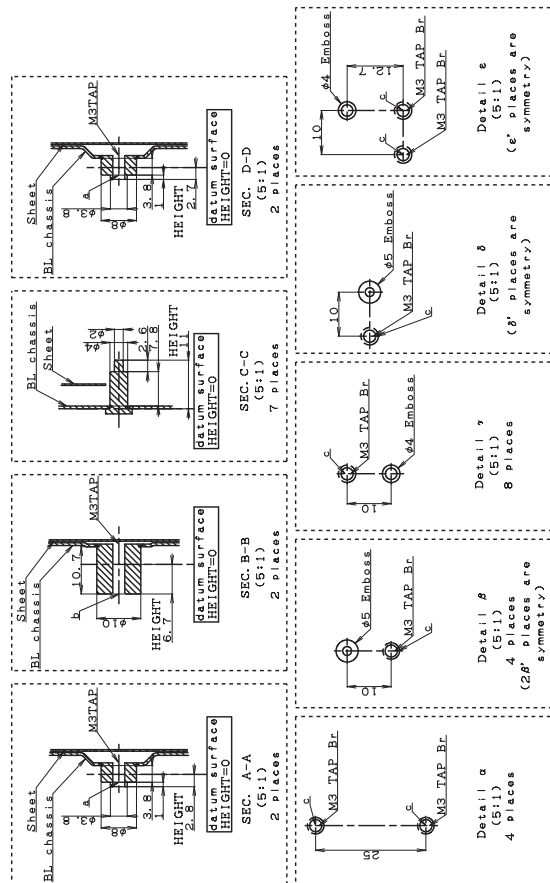 Sheet
BL chassis
M3TAP
a
φ3.8
φ8
3.8
1
HEIGHT
2.8
datum surface
HEIGHT=0
SEC. A-A
(5:1)
2 places
Sheet
BL chassis
10.7
M3TAP
b
φ10
HEIGHT
6.7
datum surface
HEIGHT=0
SEC.B-B
(5:1)
2 places
BL chassis
Sheet
φ2
φ4
2.6
7.8
HEIGHT
11
datum surface
HEIGHT=0
SEC.C-C
(5:1)
7 places
Sheet
BL chassis
M3TAP
φ3.8
a
φ8
3.8
1
HEIGHT
2.7
datum surface
HEIGHT=0
SEC. D-D
(5:1)
2 places
c
M3 TAP Br
25
c
M3 TAP Br
Detail α
(5:1)
4 places
φ5 Emboss
10
M3 TAP Br
c
Detail β
(5:1)
4 places
(2β' places are
symmetry)
c
M3 TAP Br
10
φ4 Emboss
Detail γ
(5:1)
8 places
10
φ5 Emboss
M3 TAP Br
c
Detail δ
(5:1)
(δ' places are
symmetry)
φ4 Emboss
10
12.7
c
c
M3 TAP Br
M3 TAP Br
Detail ε
(5:1)
(ε' places are
symmetry)